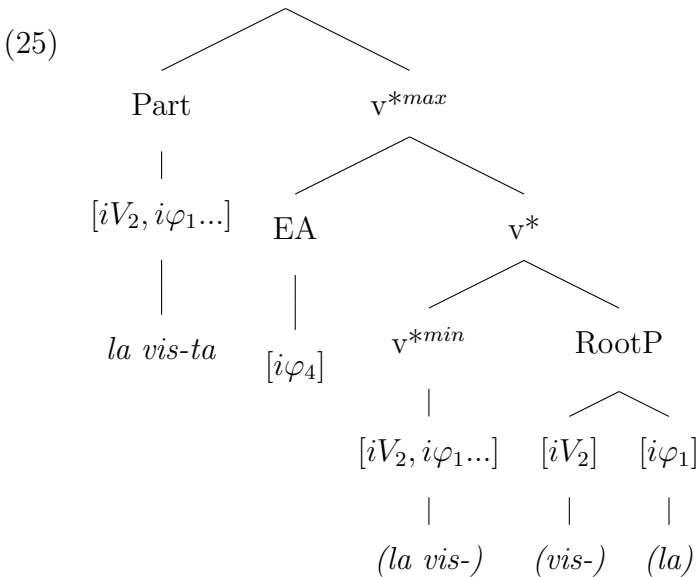 (25)
Part v*max
[iV2, iφ1...] EA v*
la vis-ta [iφ4] v*min RootP
[iV2, iφ1...] [iV2] [iφ1]
(la vis-) (vis-) (la)